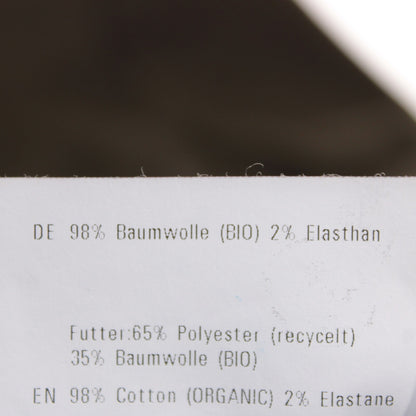 DE 98% Baumwolle (BIO) 2% Elasthan
Futter:65% Polyester (recycelt)
35% Baumwolle (BIO)
EN 98% Cotton (ORGANIC) 2% Elastane